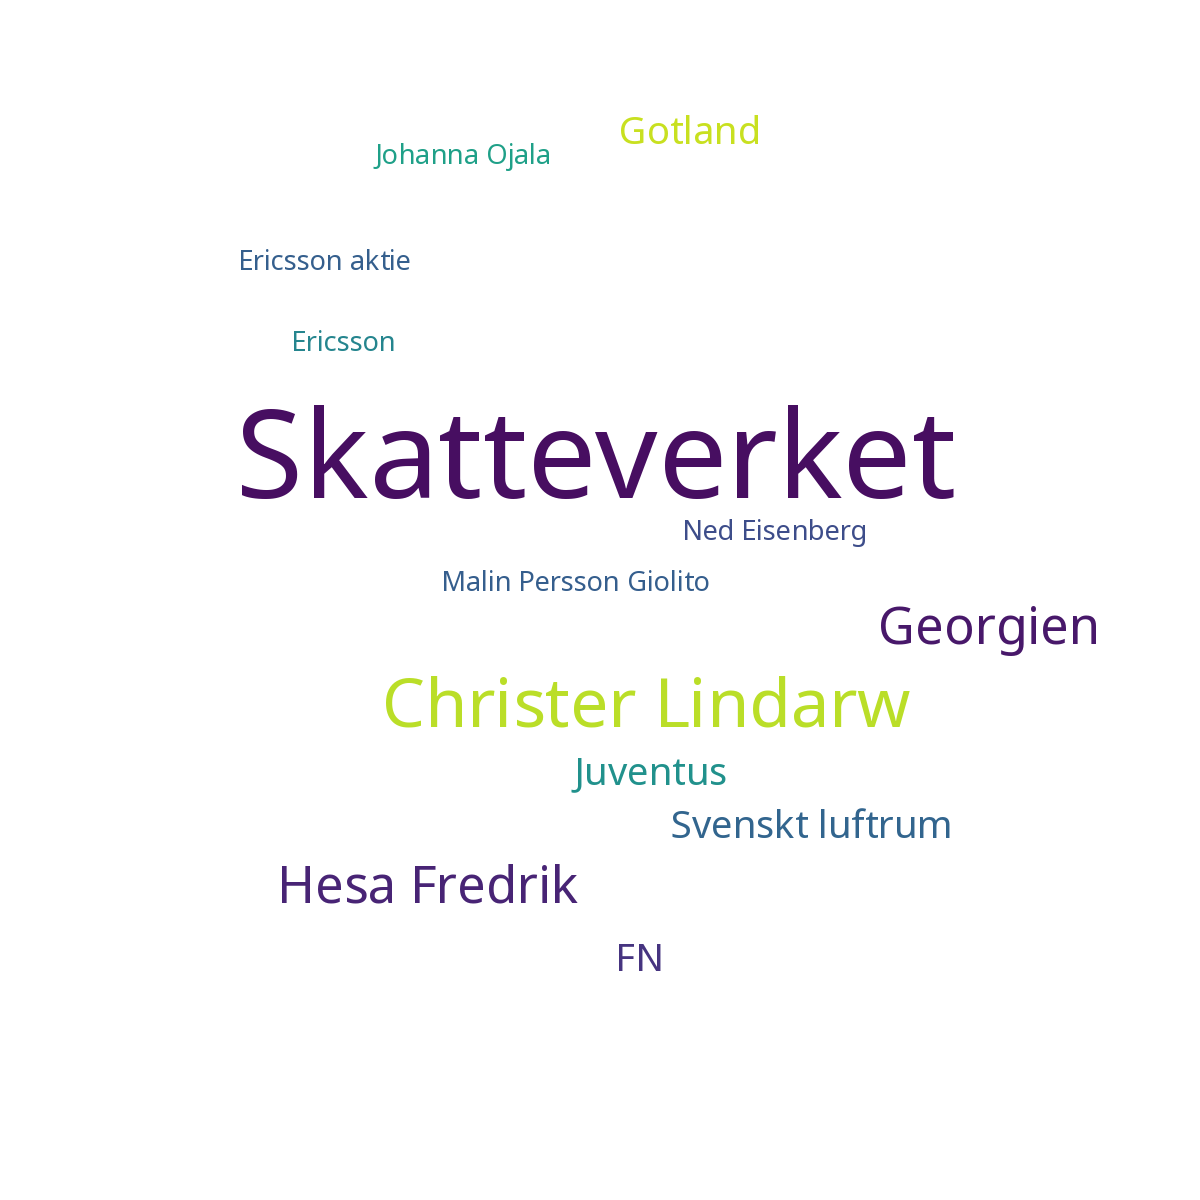 Gotland
Johanna Ojala
Ericsson aktie
Ericsson
Skatteverket
Ned Eisenberg
Malin Persson Giolito
Georgien
Christer Lindarw
Juventus
Svenskt luftrum
Hesa Fredrik
FN